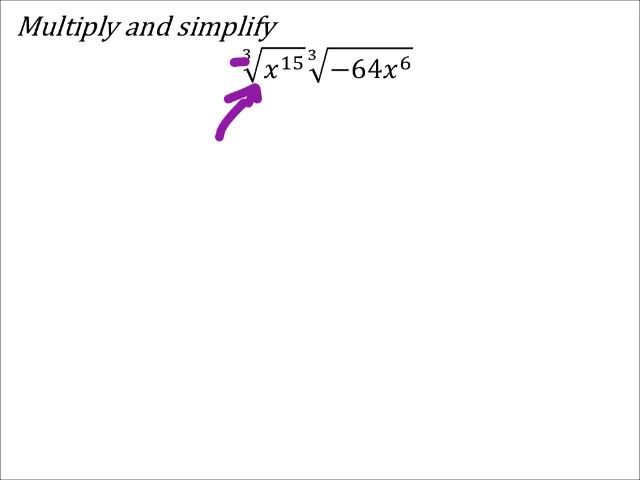 Multiply and simplify
-∛x¹⁵ ∛−64x⁶